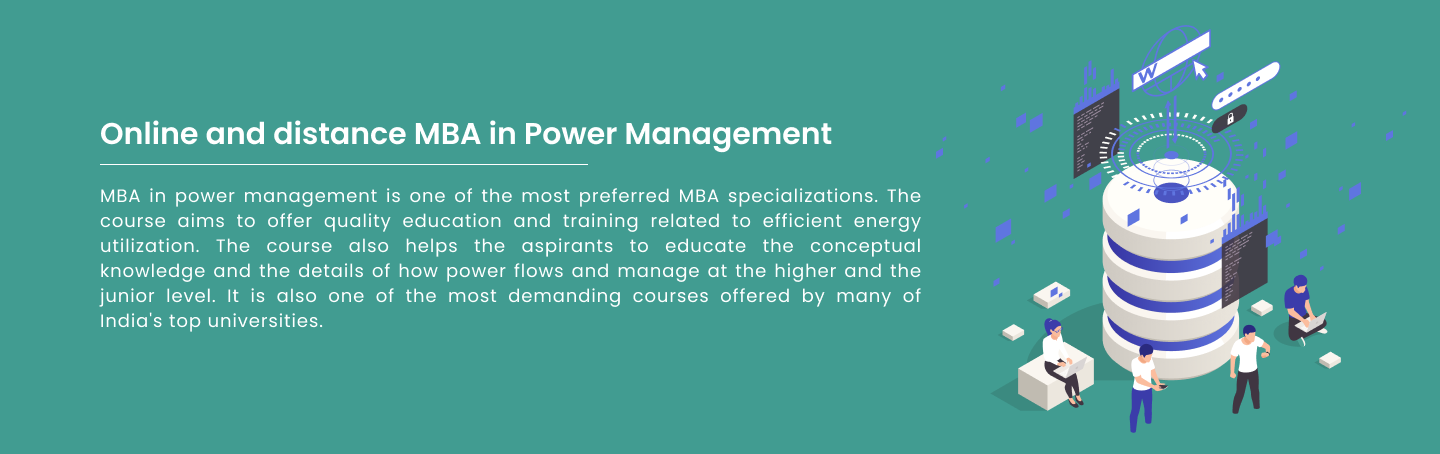 Online and distance MBA in Power Management
MBA in power management is one of the most preferred MBA specializations. The
course aims to offer quality education and training related to efficient energy
utilization. The course also helps the aspirants to educate the conceptual
knowledge and the details of how power flows and manage at the higher and the
junior level. It is also one of the most demanding courses offered by many of
India's top universities.
W